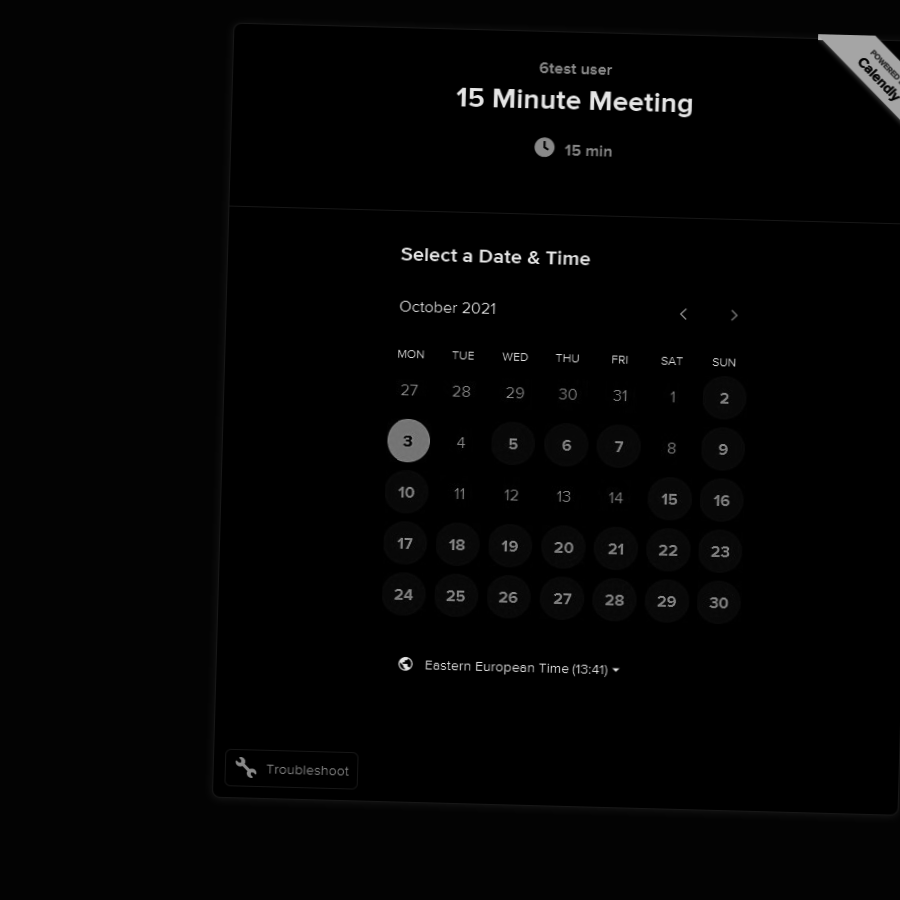 6test user
15 Minute Meeting
15 min
POWERED
Calendly
Select a Date & Time
October 2021
MON TUE WED THU FRI SAT SUN
27 28 29 30 31 1 2
3 4 5 6 7 8 9
10 11 12 13 14 15 16
17 18 19 20 21 22 23
24 25 26 27 28 29 30
Eastern European Time (13:41)
Troubleshoot